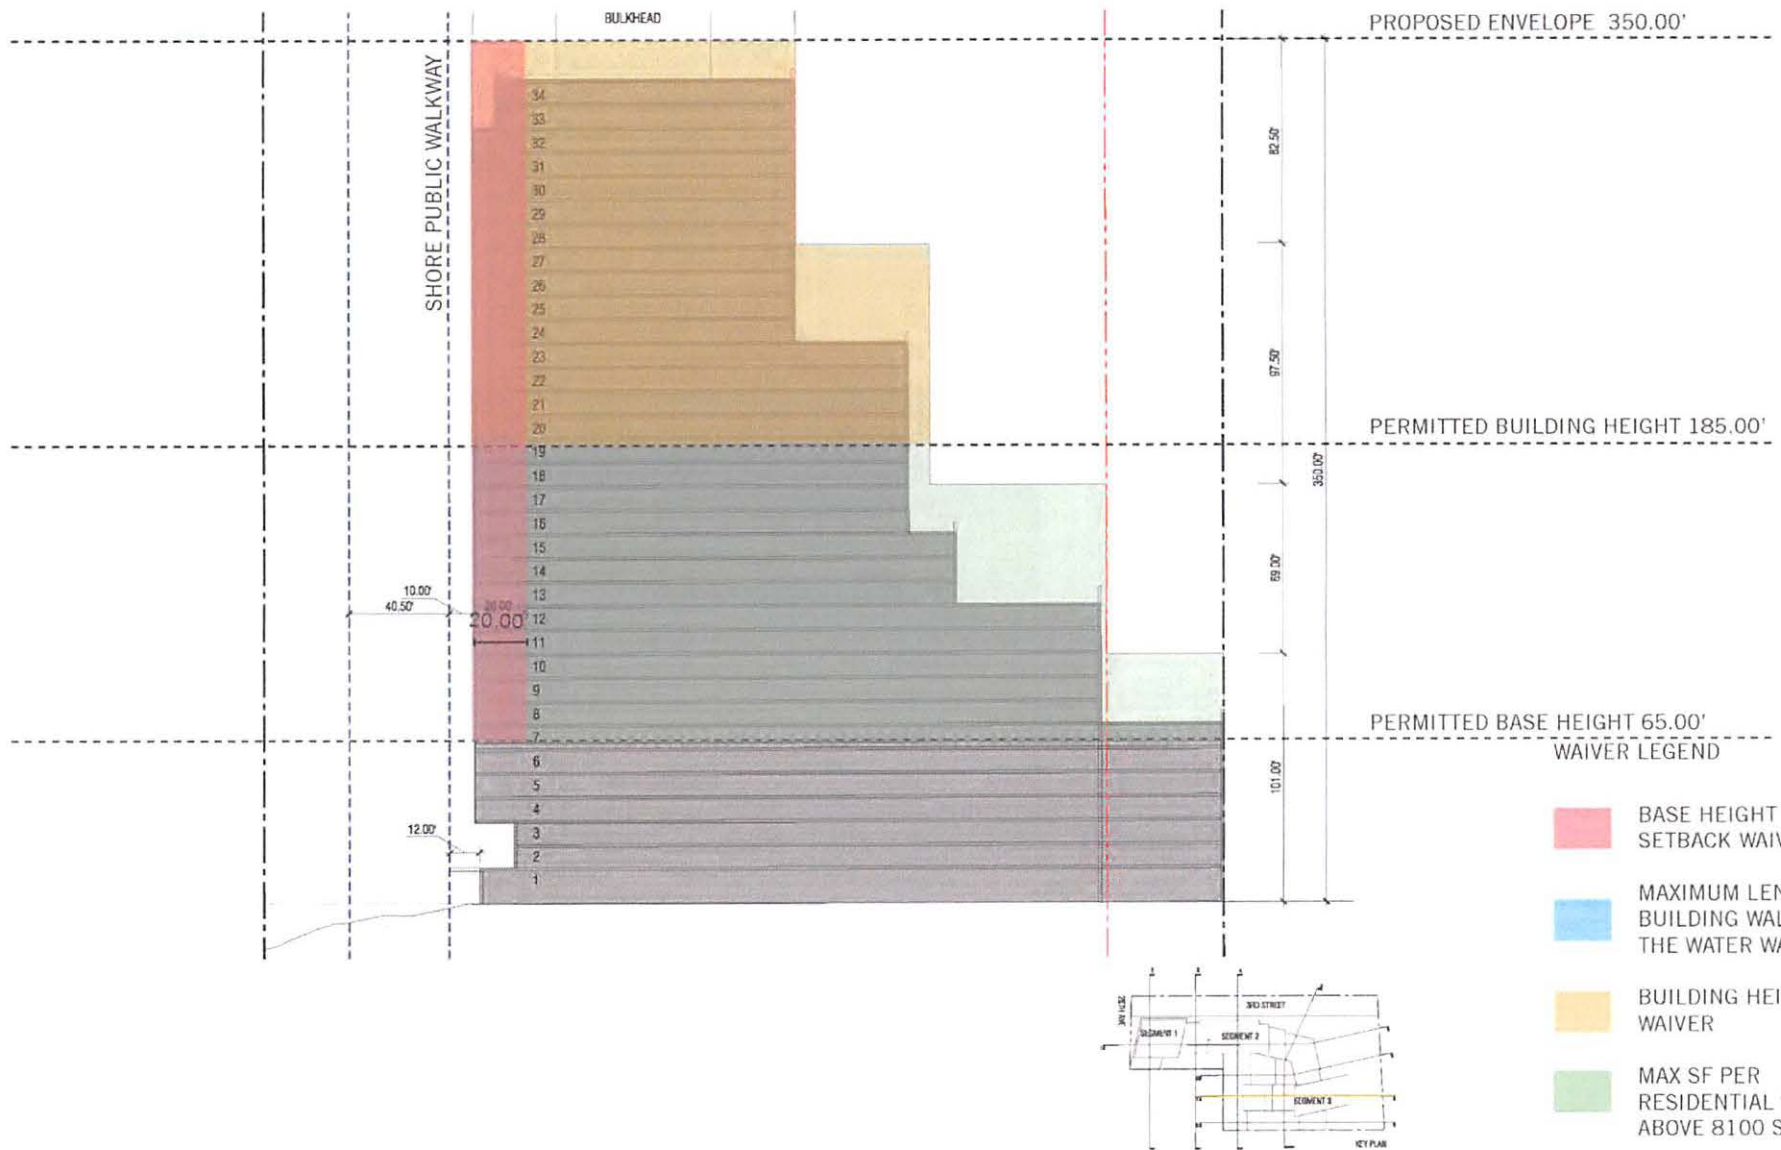 BULKHEAD
PROPOSED ENVELOPE 350.00'
SHORE PUBLIC WALKWAY
34
33
32
31
30
29
28
27
26
25
24
23
22
21
20
19
18
17
16
15
14
13
12
11
10
9
8
7
6
5
4
3
2
1
82.50'
97.50'
69.00'
101.00'
350.00'
PERMITTED BUILDING HEIGHT 185.00'
10.00'
40.50'
20.00'
20.00'
12.00'
PERMITTED BASE HEIGHT 65.00'
WAIVER LEGEND
BASE HEIGHT
SETBACK WAIV
MAXIMUM LEN
BUILDING WAL
THE WATER WA
BUILDING HEI
WAIVER
MAX SF PER
RESIDENTIAL
ABOVE 8100 S
3RD STREET
SEGMENT 1
SEGMENT 2
SEGMENT 3
KEY PLAN